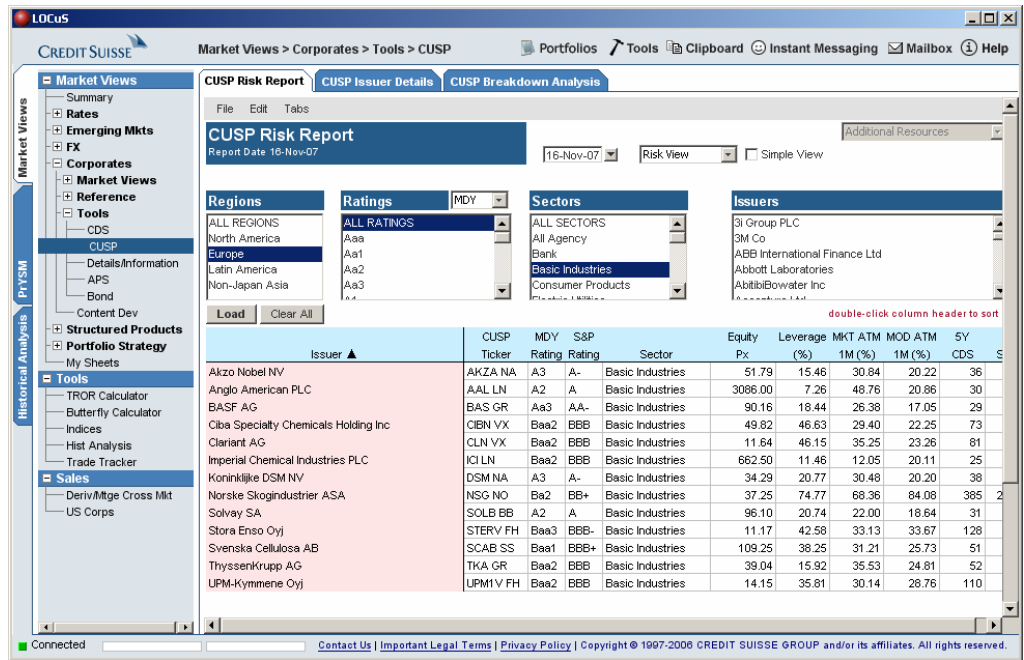 LOCuS
CREDIT SUISSE
Market Views > Corporates > Tools > CUSP
Portfolios Tools Clipboard Instant Messaging Mailbox Help
Market Views
PrYSM
Historical Analysis
Market Views
Summary
Rates
Emerging Mkts
FX
Corporates
Market Views
Reference
Tools
CDS
CUSP
Details/Information
APS
Bond
Content Dev
Structured Products
Portfolio Strategy
My Sheets
Tools
TROR Calculator
Butterfly Calculator
Indices
Hist Analysis
Trade Tracker
Sales
Deriv/Mtge Cross Mkt
US Corps
CUSP Risk Report CUSP Issuer Details CUSP Breakdown Analysis
File Edit Tabs
CUSP Risk Report
Report Date 16-Nov-07
16-Nov-07 Risk View Simple View
Additional Resources
Regions
ALL REGIONS
North America
Europe
Latin America
Non-Japan Asia
Ratings MDY
ALL RATINGS
Aaa
Aa1
Aa2
Aa3
Sectors
ALL SECTORS
All Agency
Bank
Basic Industries
Consumer Products
Issuers
3i Group PLC
3M Co
ABB International Finance Ltd
Abbott Laboratories
AbitibiBowater Inc
Load Clear All
double-click column header to sort
CUSP MDY S&P Equity Leverage MKT ATM MOD ATM 5Y
Issuer ▲ Ticker Rating Rating Sector Px (%) 1M (%) 1M (%) CDS S
Akzo Nobel NV AKZA NA A3 A- Basic Industries 51.79 15.46 30.84 20.22 36
Anglo American PLC AAL LN A2 A Basic Industries 3086.00 7.26 48.76 20.86 30
BASF AG BAS GR Aa3 AA- Basic Industries 90.16 18.44 26.38 17.05 29
Ciba Specialty Chemicals Holding Inc CIBN VX Baa2 BBB Basic Industries 49.82 46.63 29.40 22.25 73
Clariant AG CLN VX Baa2 BBB Basic Industries 11.64 46.15 35.25 23.26 81
Imperial Chemical Industries PLC ICI LN Baa2 BBB Basic Industries 662.50 11.46 12.05 20.11 25
Koninklijke DSM NV DSM NA A3 A- Basic Industries 34.29 20.77 30.48 20.20 38
Norske Skogindustrier ASA NSG NO Ba2 BB+ Basic Industries 37.25 74.77 68.36 84.08 385 2
Solvay SA SOLB BB A2 A Basic Industries 96.10 20.74 22.00 18.64 31
Stora Enso Oyj STERV FH Baa3 BBB- Basic Industries 11.17 42.58 33.13 33.67 128
Svenska Cellulosa AB SCAB SS Baa1 BBB+ Basic Industries 109.25 38.25 31.21 25.73 51
ThyssenKrupp AG TKA GR Baa2 BBB Basic Industries 39.04 15.92 35.53 24.81 52
UPM-Kymmene Oyj UPM1V FH Baa2 BBB Basic Industries 14.15 35.81 30.14 28.76 110
Connected
Contact Us | Important Legal Terms | Privacy Policy | Copyright © 1997-2006 CREDIT SUISSE GROUP and/or its affiliates. All rights reserved.